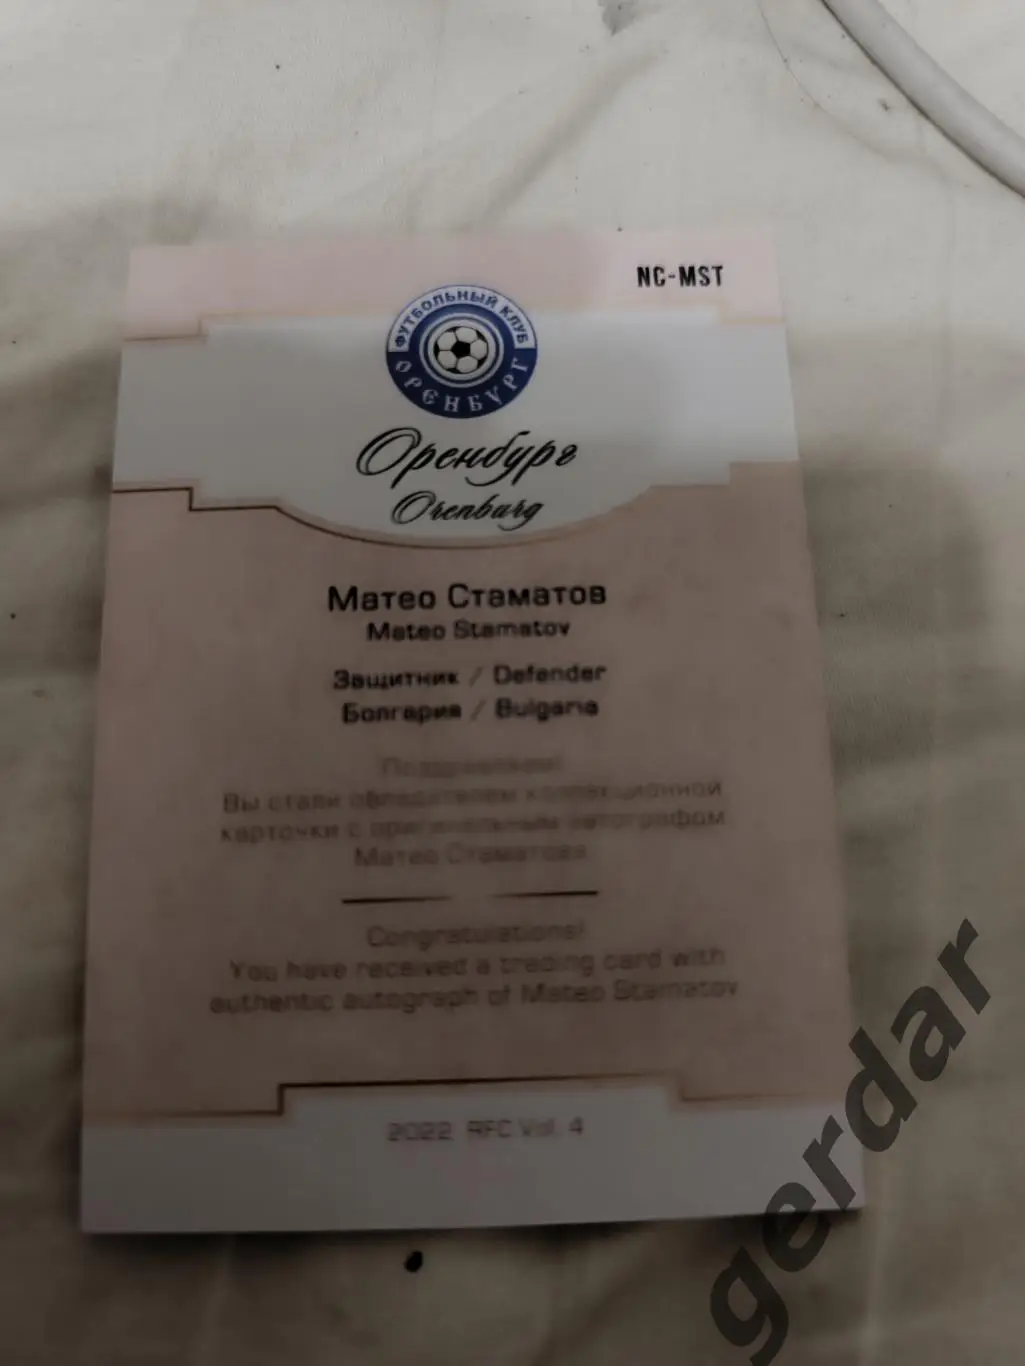 NC-MST
ФУТБОЛЬНЫЙ КЛУБ
ОРЕНБУРГ
Оренбург
Orenburg
Матео Стаматов
Mateo Stamatov
Защитник / Defender
Болгария / Bulgaria
Поздравляем!
Вы стали обладателем коллекционной
карточки с оригинальным автографом
Матео Стаматова
Congratulations!
You have received a trading card with
authentic autograph of Mateo Stamatov
2022 RFC Vol. 4
gerdar